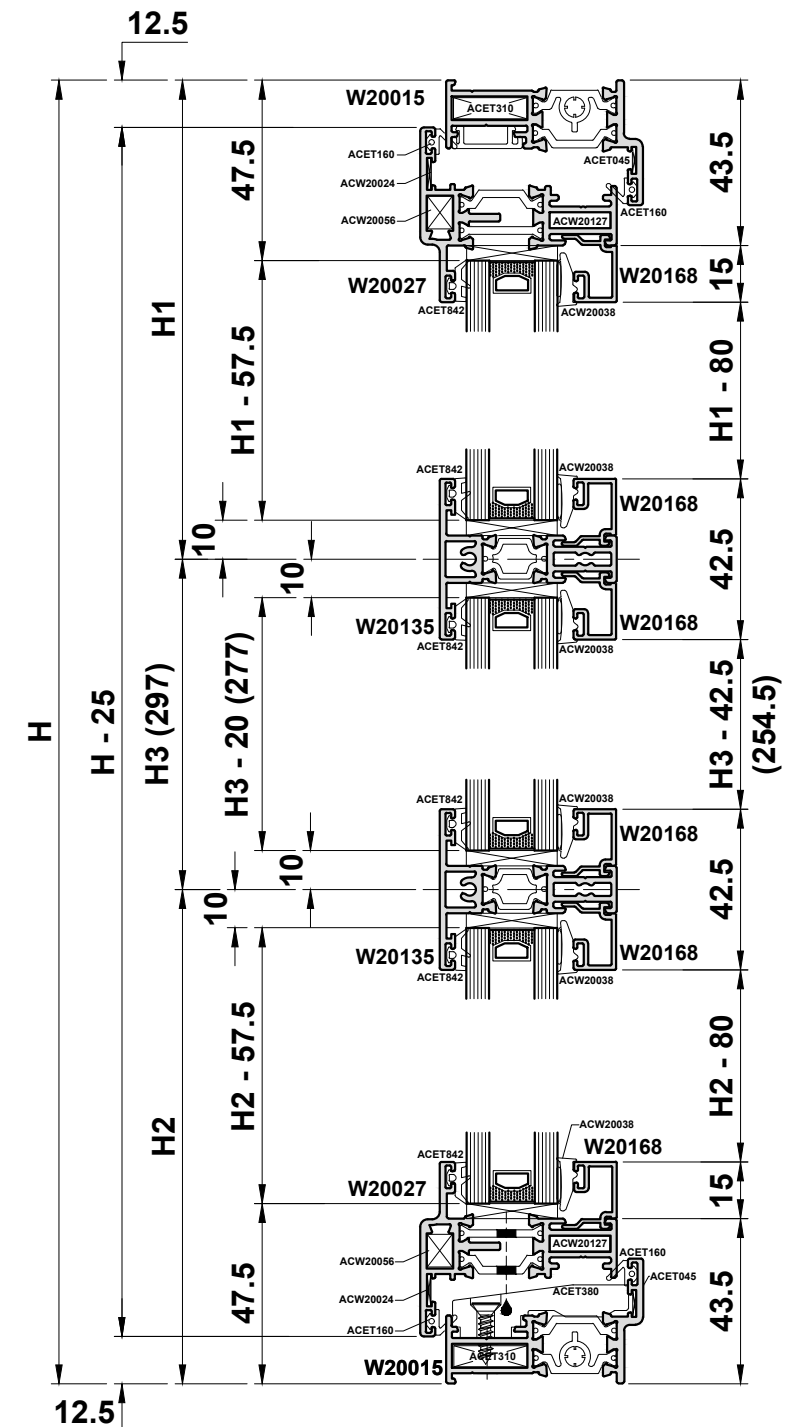 12.5
W20015
ACET310
ACET160
ACET045
ACW20024
ACET160
ACW20056
ACW20127
W20027
W20168
ACET842
ACW20038
47.5
43.5
15
H1
H1 - 57.5
H1 - 80
ACET842
ACW20038
W20168
10
10
42.5
W20135
W20168
ACET842
ACW20038
H
H - 25
H3 (297)
H3 - 20 (277)
H3 - 42.5
(254.5)
ACET842
ACW20038
W20168
10
10
42.5
W20135
W20168
ACET842
ACW20038
H2
H2 - 57.5
H2 - 80
ACW20038
ACET842
W20168
W20027
15
ACW20127
ACW20056
ACET160
ACET045
ACET380
ACW20024
ACET160
47.5
43.5
W20015
ACET310
12.5